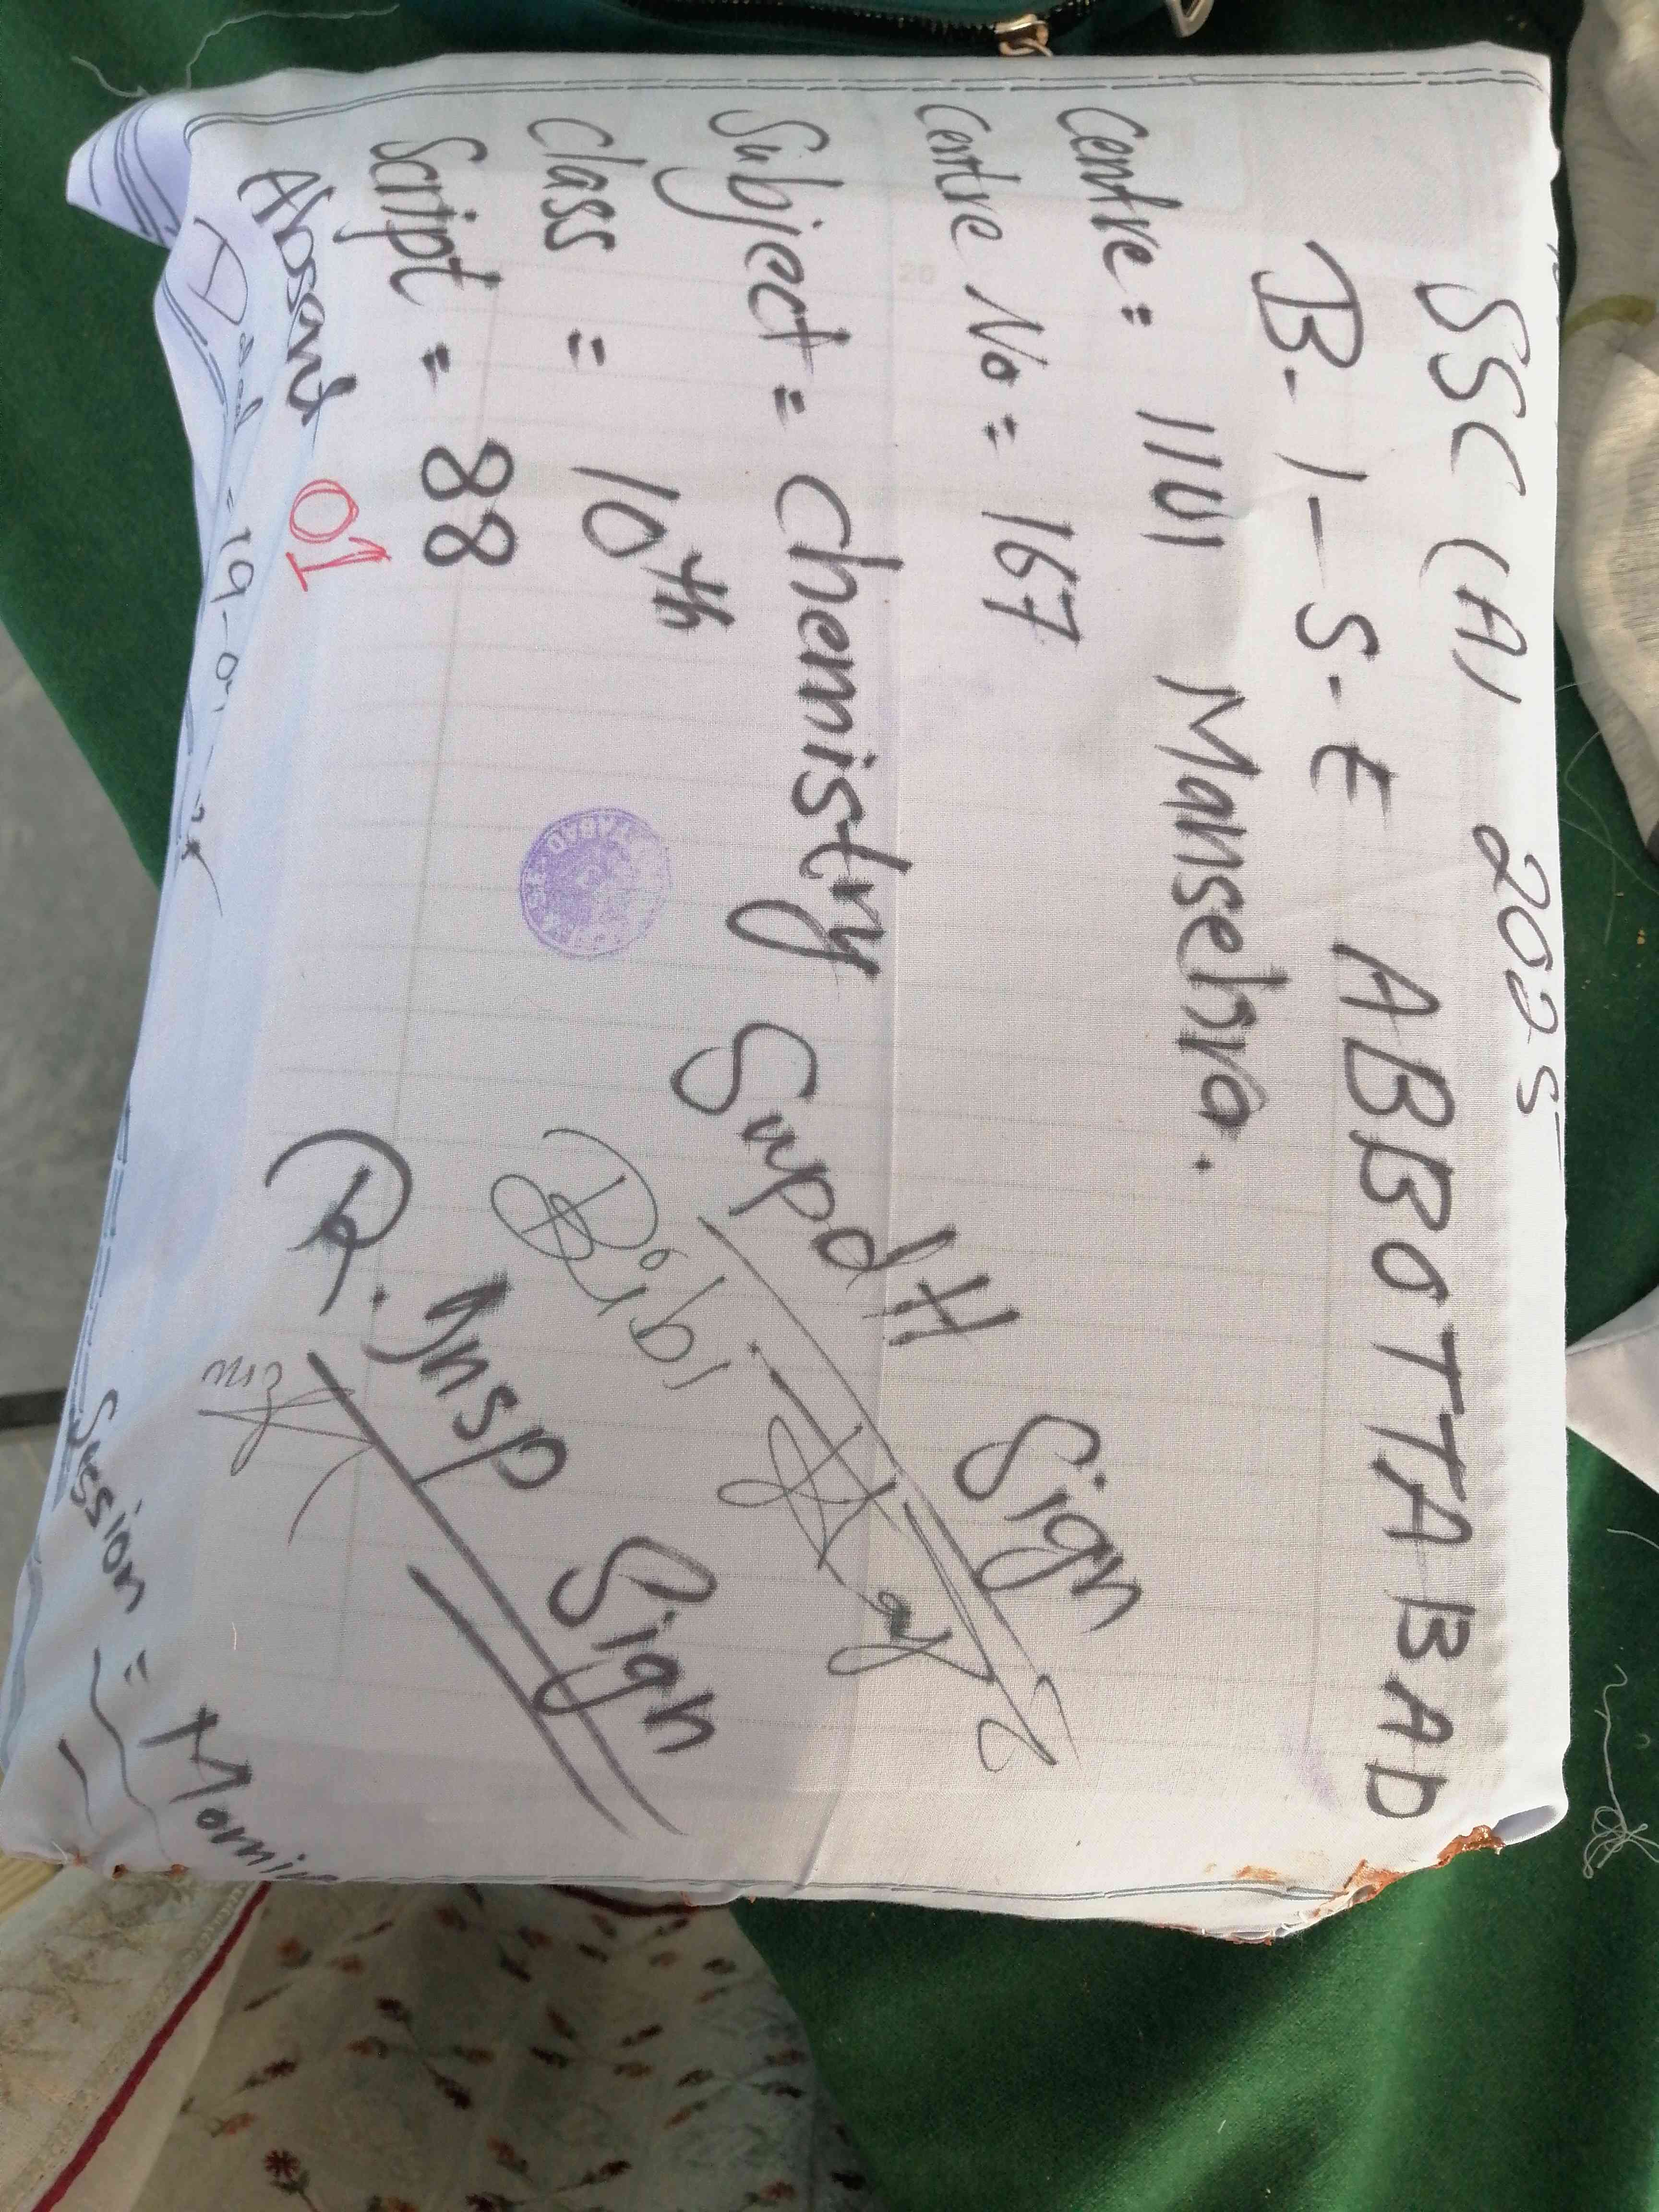 SSC (A) 2025
B-I-S-E ABBOTTABAD
Centre = 1101 Mansehra.
Centre No = 167
Subject = Chemistry
Class = 10th
Script = 88
Absent 01
Supdtt Sign
R. Insp Sign
Session = Morning